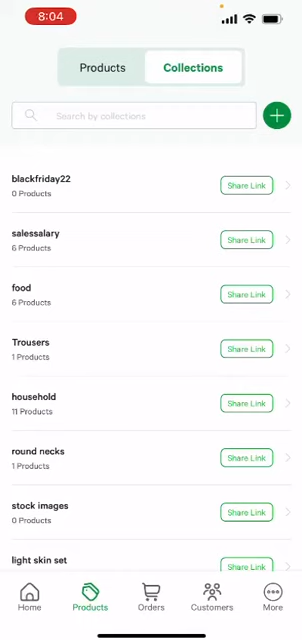 8:04
Products
Collections
Search by collections
blackfriday22
0 Products
Share Link
salessalary
6 Products
Share Link
food
6 Products
Share Link
Trousers
1 Products
Share Link
household
11 Products
Share Link
round necks
1 Products
Share Link
stock images
0 Products
Share Link
light skin set
Share Link
Home
Products
Orders
Customers
More